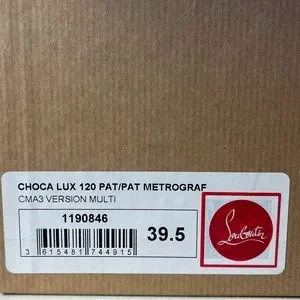 CHOCA LUX 120 PAT/PAT METROGRAF
CMA3 VERSION MULTI
1190846
39.5
3 615481 744915
Louboutin